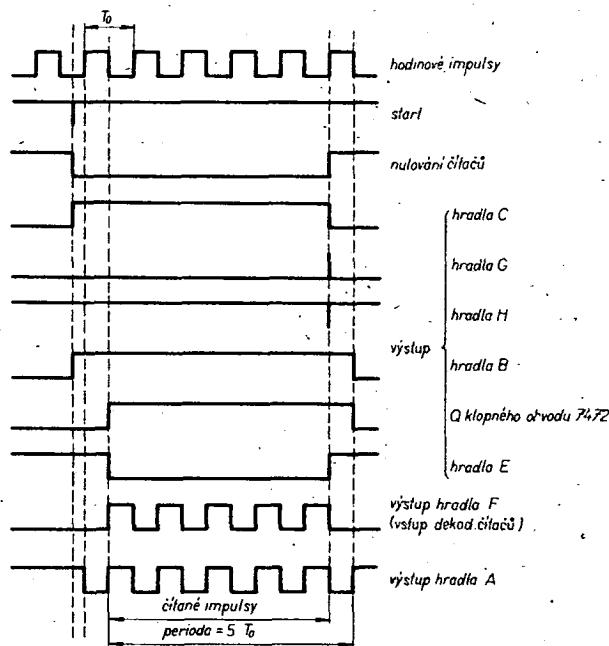 T₀
hodinové impulsy
start
nulování čítačů
hradla C
hradla G
hradla H
výstup
hradla B
Q klopného obvodu 7472
hradla E
výstup hradla F
(vstup dekod. čítačů)
výstup hradla A
čítané impulsy
perioda = 5 T₀